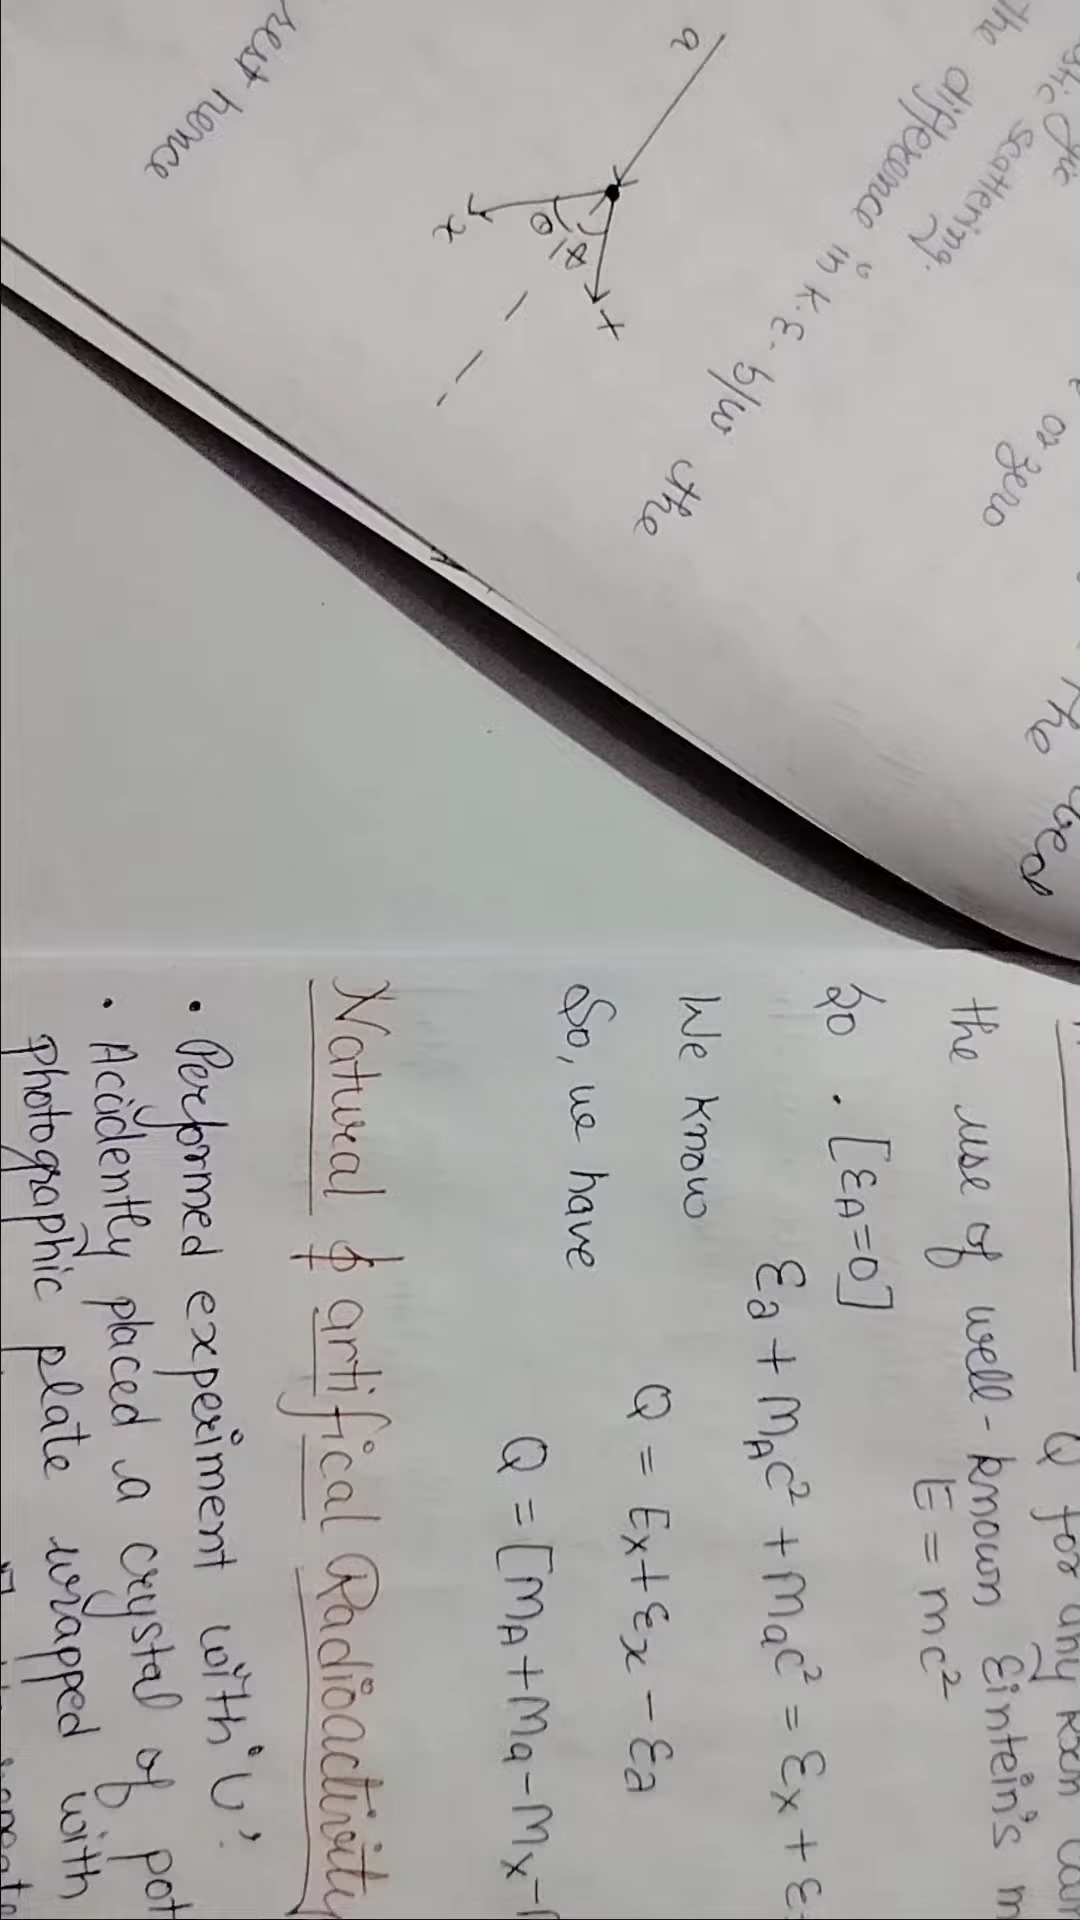 scattering.
the difference in K.E. b/w the
or zero
the
a
x
θ
rest hence
Q for any
the use of well-known Eintein's m
E = mc²
So . [EA=0]
Ea + MAC² + Mac² = Ex + E
We know
Q = Ex + Ex - Ea
So, we have
Q = [MA + Ma - Mx -
Natural & artifical Radioactivity
• Performed experiment with 'U'.
• Accidently placed a crystal of pot
photographic plate wrapped with